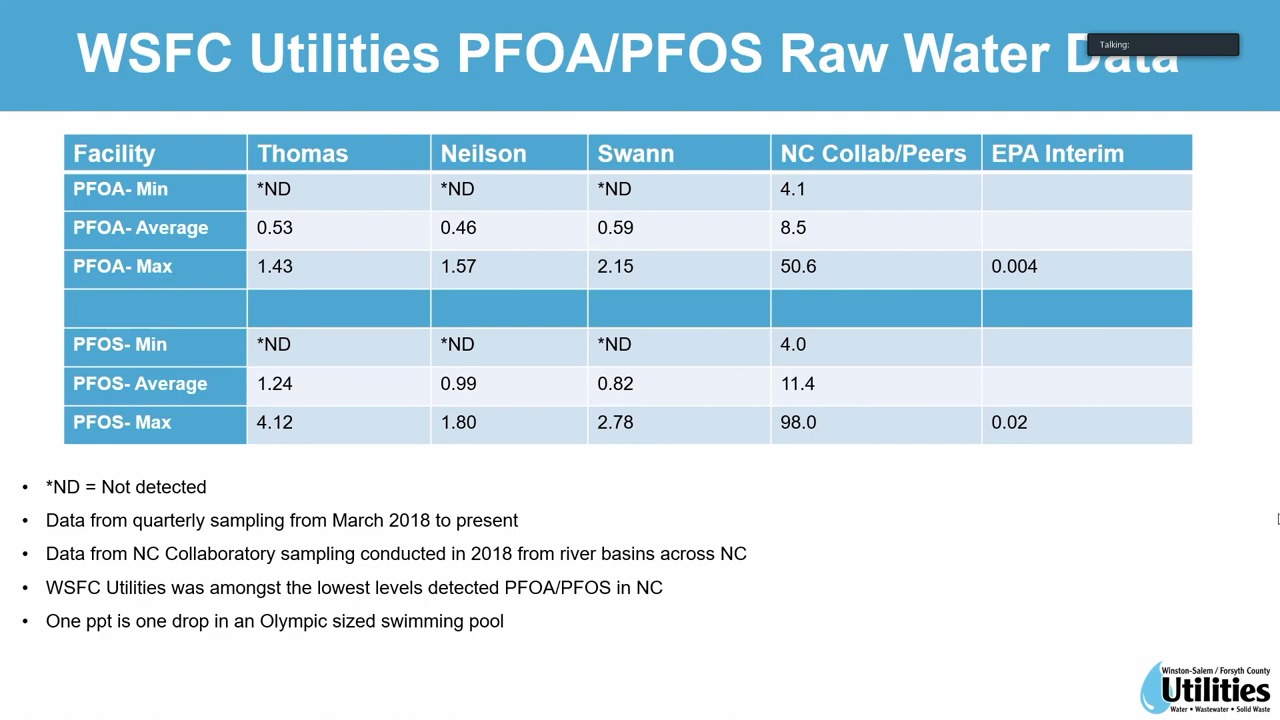 WSFC Utilities PFOA/PFOS Raw Water Data
Talking:
Facility Thomas Neilson Swann NC Collab/Peers EPA Interim
PFOA- Min *ND *ND *ND 4.1
PFOA- Average 0.53 0.46 0.59 8.5
PFOA- Max 1.43 1.57 2.15 50.6 0.004
PFOS- Min *ND *ND *ND 4.0
PFOS- Average 1.24 0.99 0.82 11.4
PFOS- Max 4.12 1.80 2.78 98.0 0.02
• *ND = Not detected
• Data from quarterly sampling from March 2018 to present
• Data from NC Collaboratory sampling conducted in 2018 from river basins across NC
• WSFC Utilities was amongst the lowest levels detected PFOA/PFOS in NC
• One ppt is one drop in an Olympic sized swimming pool
Winston-Salem / Forsyth County
Utilities
Water • Wastewater • Solid Waste